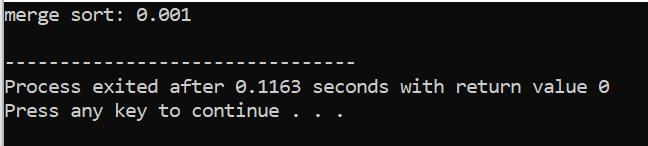 merge sort: 0.001
--------------------------------
Process exited after 0.1163 seconds with return value 0
Press any key to continue . . .